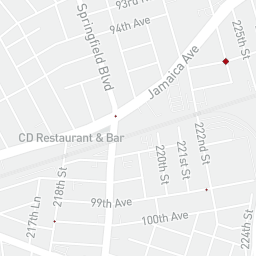 93rd
94th Ave
Springfield Blvd
Jamaica Ave
225th St
CD Restaurant & Bar
222nd St
221st St
220th St
218th St
217th Ln
99th Ave
100th Ave
224th St